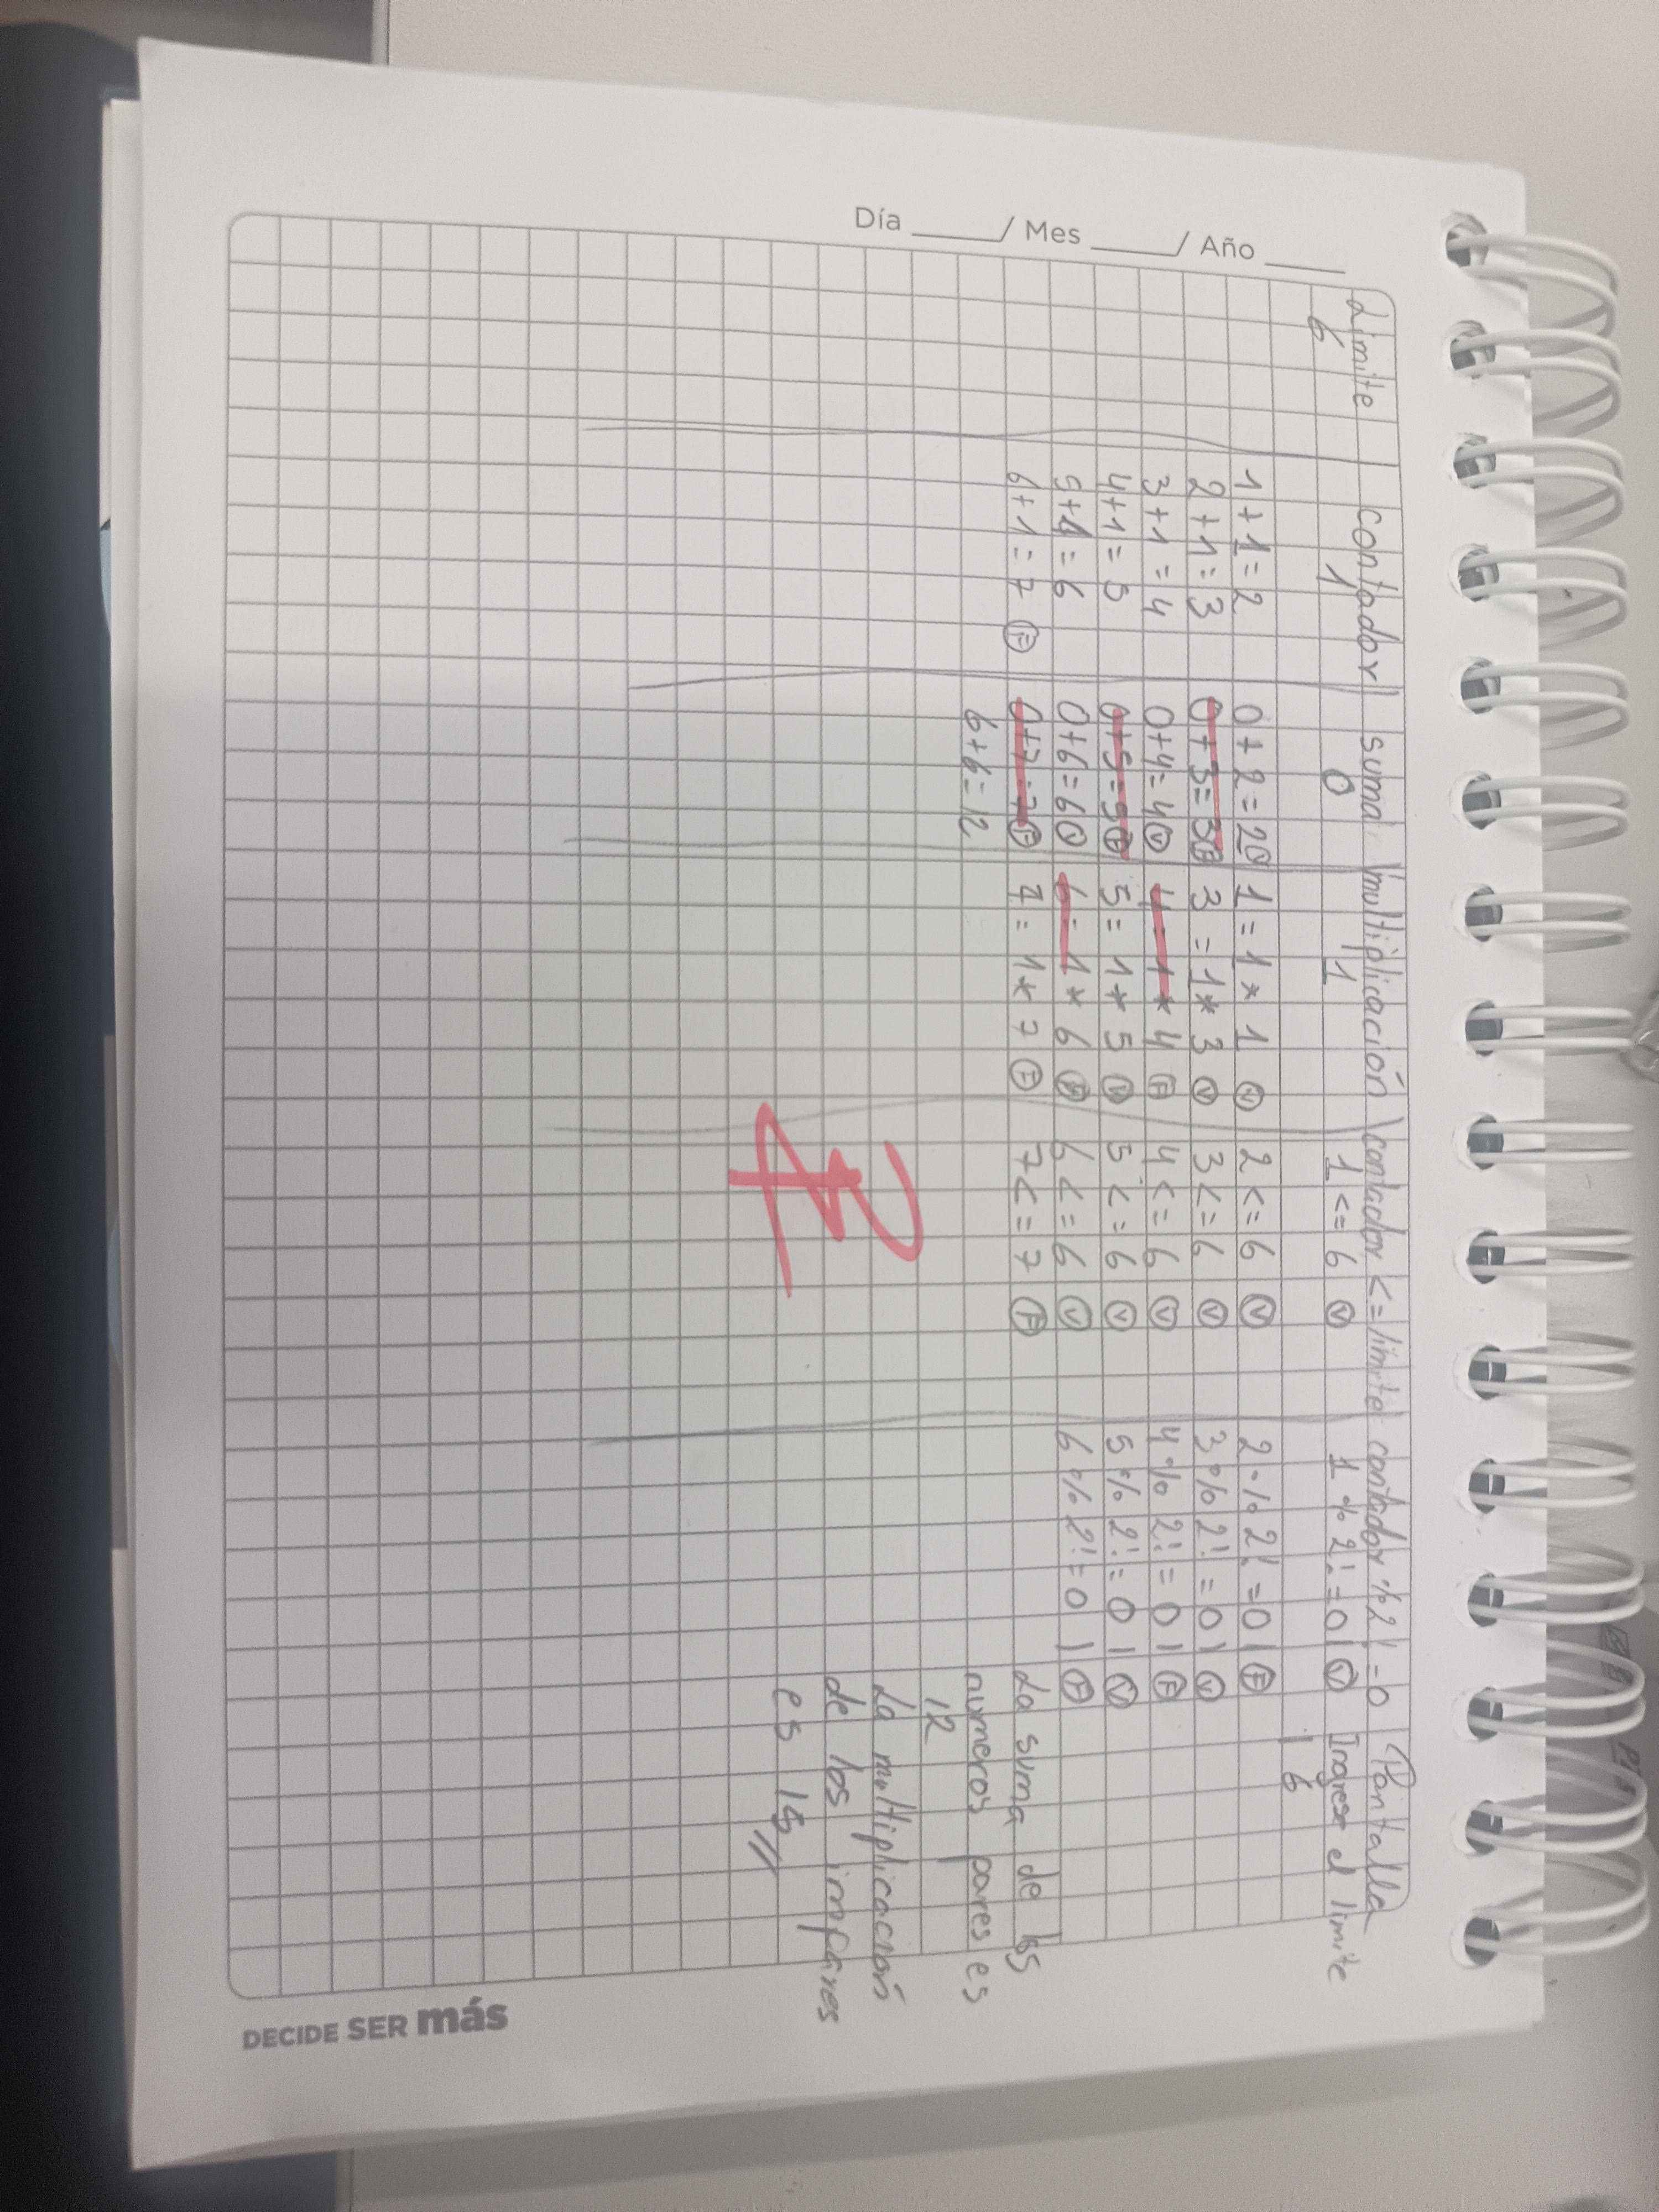 Día ____ / Mes ____ / Año ____
Limite | contador | suma | multiplicación | contador <= limite | contador % 2! = 0 | Pantalla
6 | 1 | 0 | 1 | 1 <= 6 V | 1 % 2! = 0 | V | Ingrese el limite
| 6
1 + 1 = 2 | 0 + 2 = 2 V | 1 = 1 * 1 V | 2 <= 6 V | 2 % 2! = 0 | F
2 + 1 = 3 | 0 + 3 = 3 F | 3 = 1 * 3 V | 3 <= 6 V | 3 % 2! = 0 | V
3 + 1 = 4 | 0 + 4 = 4 V | 4 = 1 * 4 F | 4 <= 6 V | 4 % 2! = 0 | F
4 + 1 = 5 | 0 + 5 = 5 F | 5 = 1 * 5 V | 5 <= 6 V | 5 % 2! = 0 | V
5 + 1 = 6 | 0 + 6 = 6 V | 6 = 1 * 6 F | 6 <= 6 V | 6 % 2! = 0 | F
6 + 1 = 7 F | 0 + 7 = 7 F | 7 = 1 * 7 F | 7 <= 7 F | La suma de los
6 + 6 = 12 | numeros pares es
12
La multiplicación
de los impares
es 15 //
DECIDE SER más